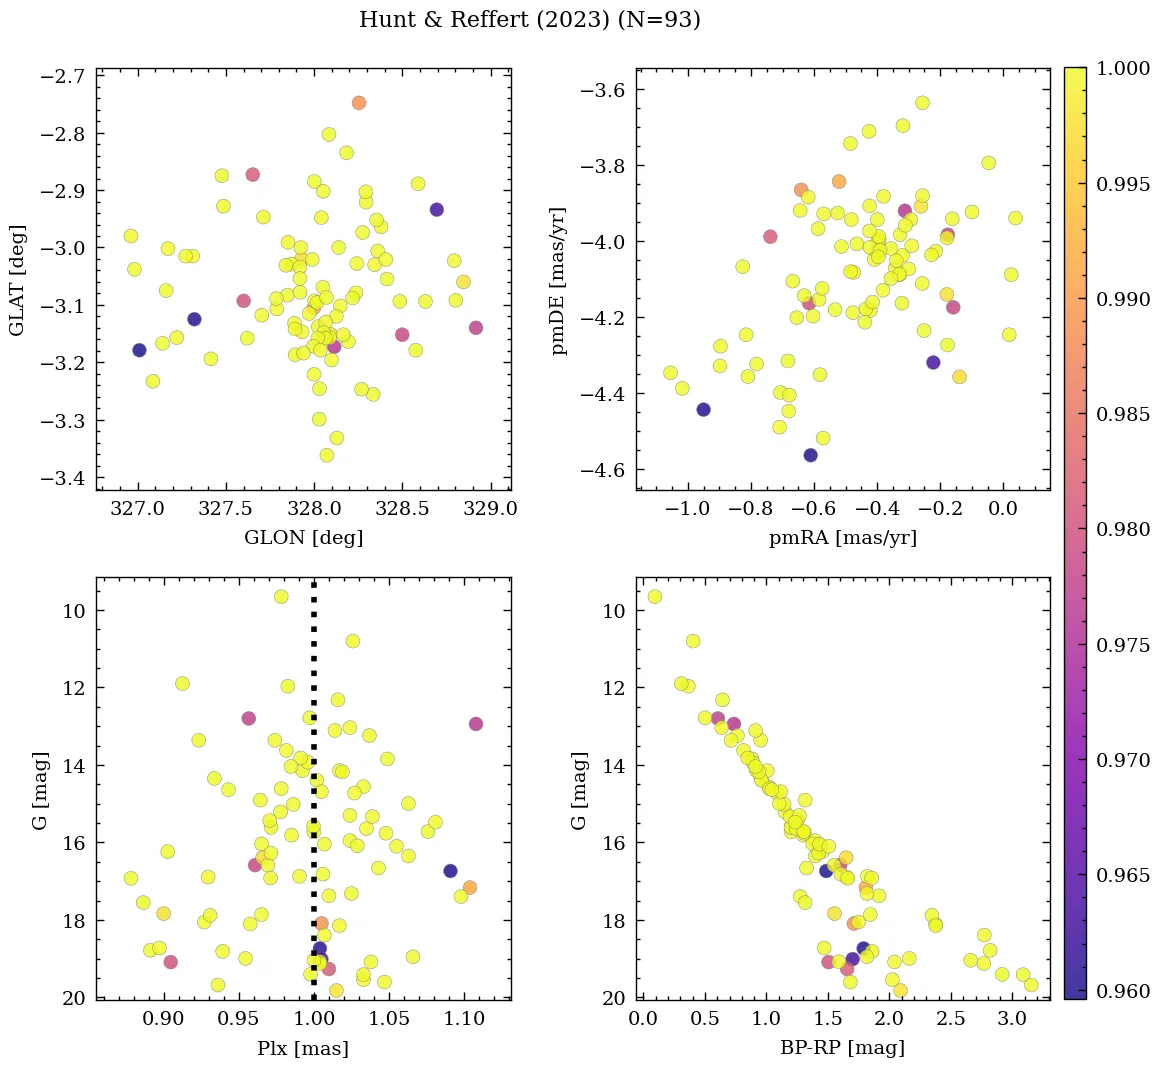 Hunt & Reffert (2023) (N=93)
−2.7
−2.8
−2.9
−3.0
−3.1
−3.2
−3.3
−3.4
GLAT [deg]
327.0 327.5 328.0 328.5 329.0
GLON [deg]
−3.6
−3.8
−4.0
−4.2
−4.4
−4.6
pmDE [mas/yr]
−1.0 −0.8 −0.6 −0.4 −0.2 0.0
pmRA [mas/yr]
1.000
0.995
0.990
0.985
0.980
0.975
0.970
0.965
0.960
10
12
14
16
18
20
G [mag]
0.90 0.95 1.00 1.05 1.10
Plx [mas]
10
12
14
16
18
20
G [mag]
0.0 0.5 1.0 1.5 2.0 2.5 3.0
BP-RP [mag]